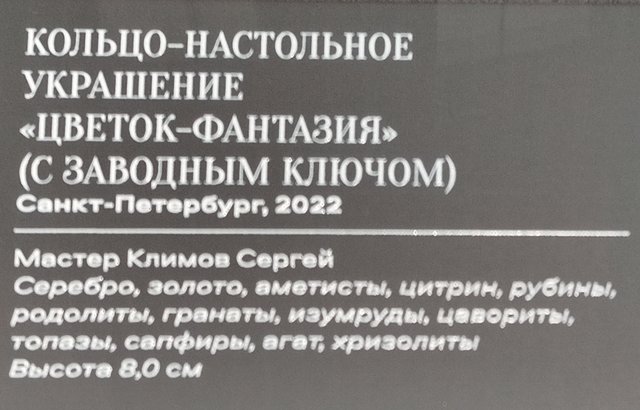 КОЛЬЦО-НАСТОЛЬНОЕ
УКРАШЕНИЕ
«ЦВЕТОК-ФАНТАЗИЯ»
(С ЗАВОДНЫМ КЛЮЧОМ)
Санкт-Петербург, 2022
Мастер Климов Сергей
Серебро, золото, аметисты, цитрин, рубины,
родолиты, гранаты, изумруды, цавориты,
топазы, сапфиры, агат, хризолиты
Высота 8,0 см